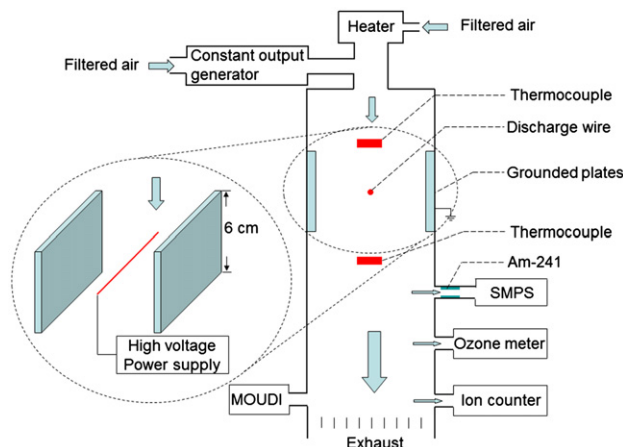 Heater
Filtered air
Constant output
generator
Filtered air
Thermocouple
Discharge wire
Grounded plates
6 cm
Thermocouple
Am-241
SMPS
High voltage
Power supply
Ozone meter
MOUDI
Ion counter
Exhaust